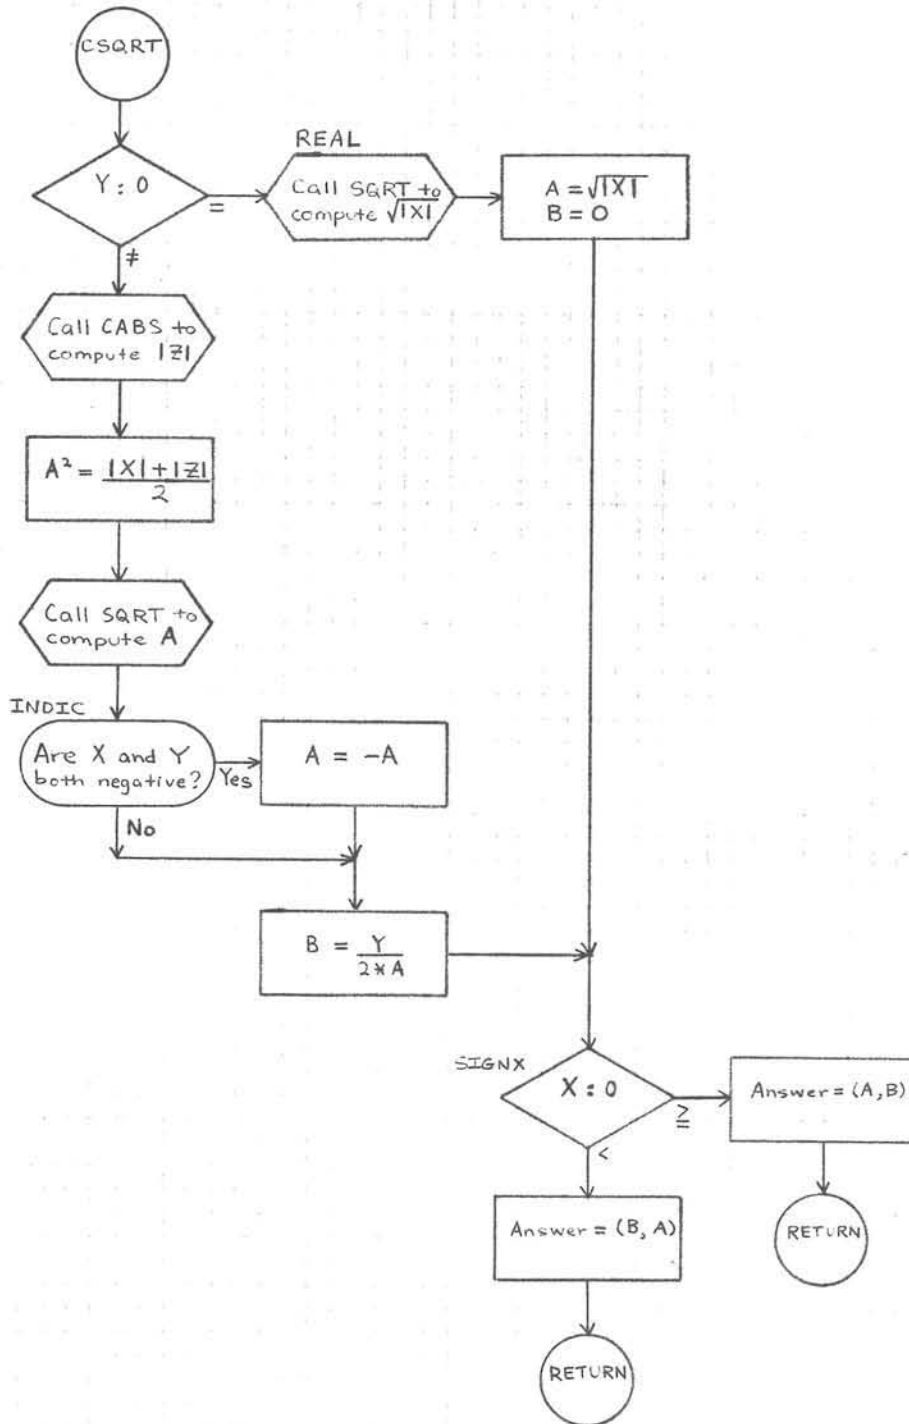 CSQRT
Y : 0
=
≠
REAL
Call SQRT to
compute √|X|
A = √|X|
B = 0
Call CABS to
compute |Z|
A² = |X| + |Z|
2
Call SQRT to
compute A
INDIC
Are X and Y
both negative?
Yes
No
A = -A
B = Y
2*A
SIGNX
X : 0
≧
<
Answer = (A, B)
RETURN
Answer = (B, A)
RETURN